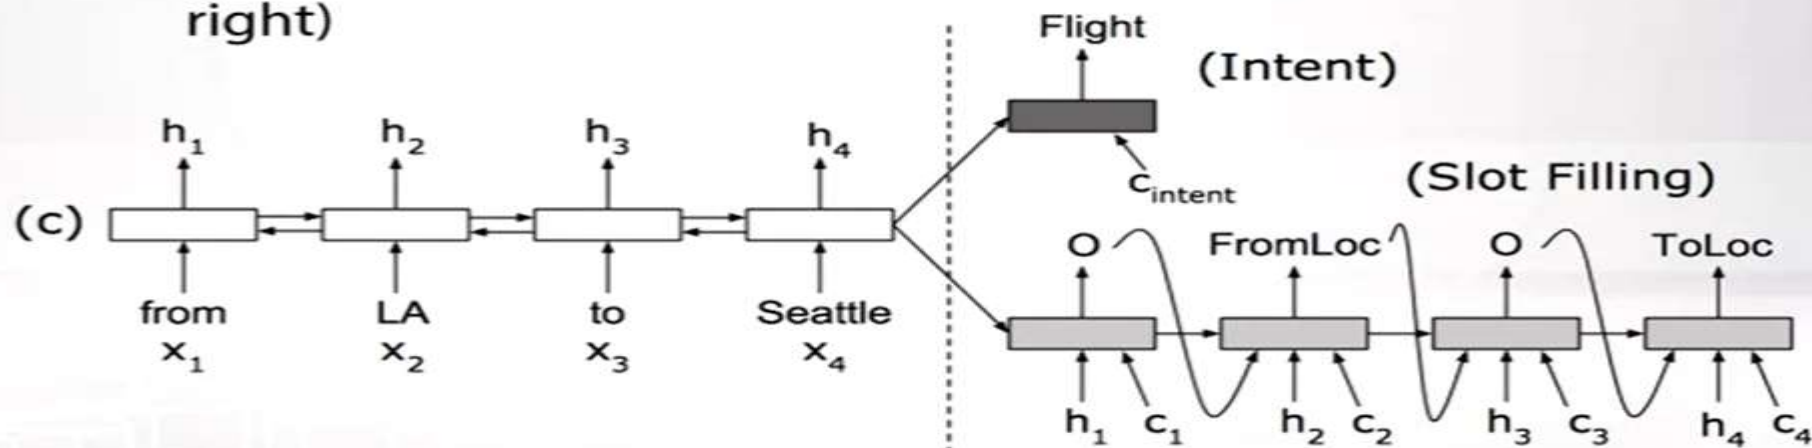 right)
Flight
(Intent)
h1 h2 h3 h4
cintent
(Slot Filling)
(c)
O FromLoc O ToLoc
from LA to Seattle
x1 x2 x3 x4
h1 c1 h2 c2 h3 c3 h4 c4